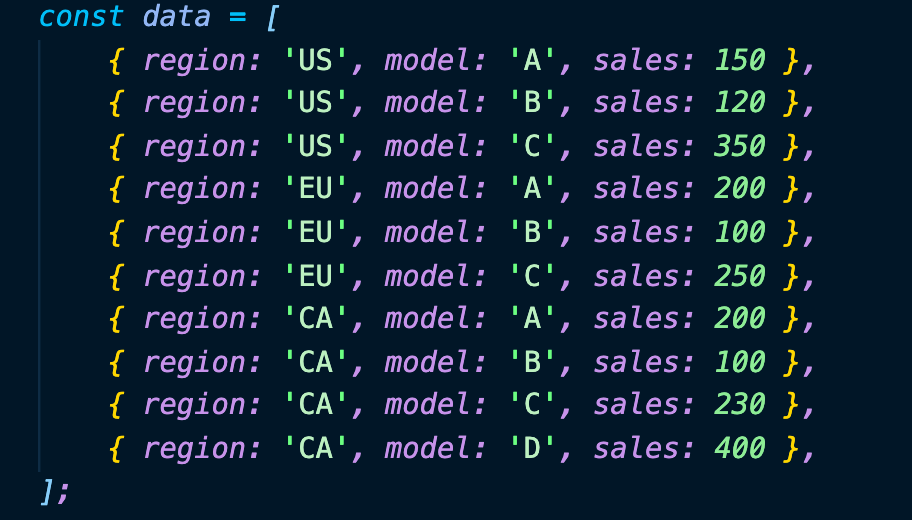 const data = [
{ region: 'US', model: 'A', sales: 150 },
{ region: 'US', model: 'B', sales: 120 },
{ region: 'US', model: 'C', sales: 350 },
{ region: 'EU', model: 'A', sales: 200 },
{ region: 'EU', model: 'B', sales: 100 },
{ region: 'EU', model: 'C', sales: 250 },
{ region: 'CA', model: 'A', sales: 200 },
{ region: 'CA', model: 'B', sales: 100 },
{ region: 'CA', model: 'C', sales: 230 },
{ region: 'CA', model: 'D', sales: 400 },
];